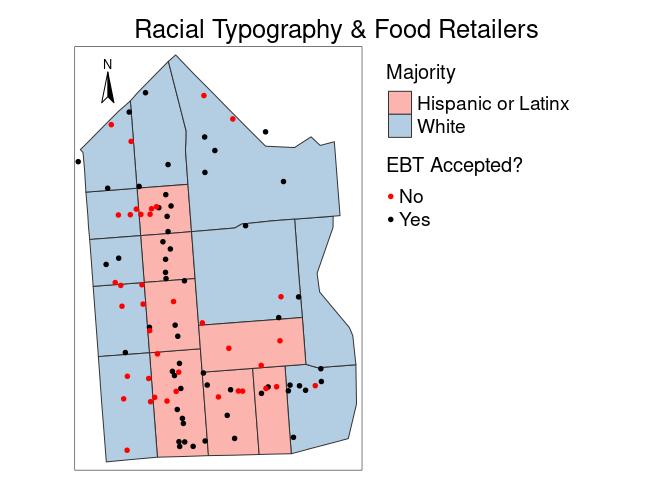 Racial Typography & Food Retailers
N
Majority
Hispanic or Latinx
White
EBT Accepted?
No
Yes